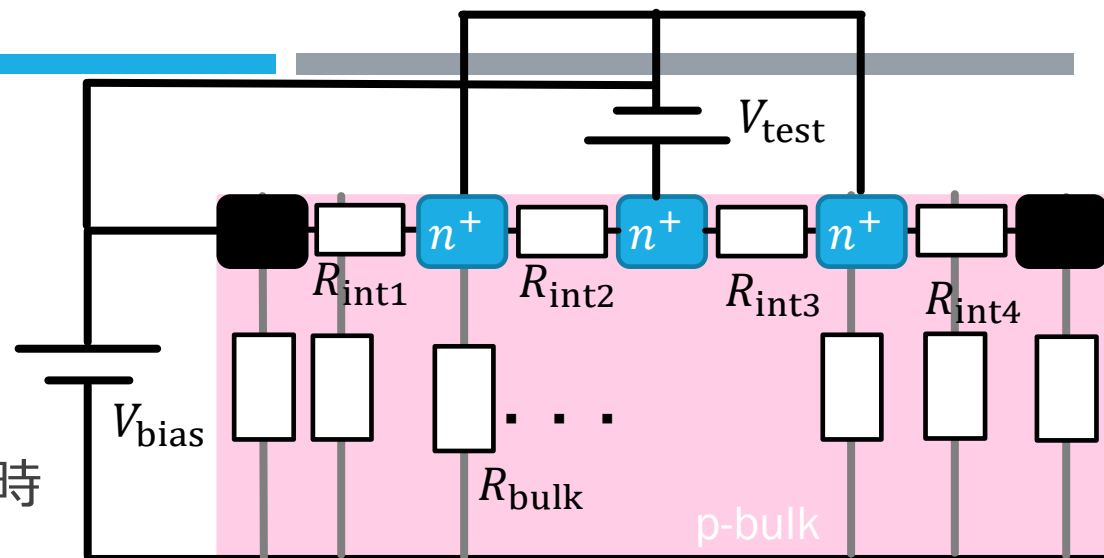 V_test
n⁺ n⁺ n⁺
R_int1 R_int2 R_int3 R_int4
V_bias
. . .
時
R_bulk
p-bulk